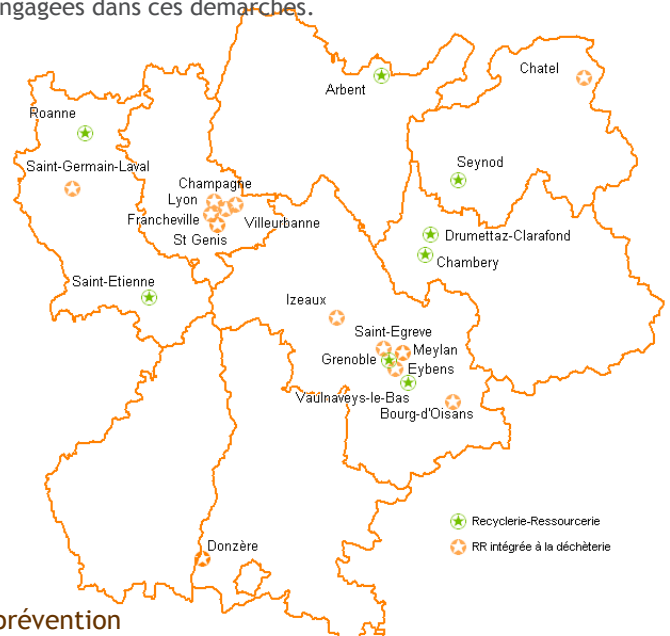 ngagées dans ces démarches.
Chatel
Arbent
Roanne
Saint-Germain-Laval
Seynod
Champagne
Lyon
Francheville
Villeurbanne
St Genis
Drumettaz-Clarafond
Chambery
Saint-Etienne
Izeaux
Saint-Egreve
Meylan
Grenoble
Eybens
Vaulnaveys-le-Bas
Bourg-d'Oisans
Recyclerie-Ressourcerie
RR intégrée à la déchèterie
Donzère
prévention